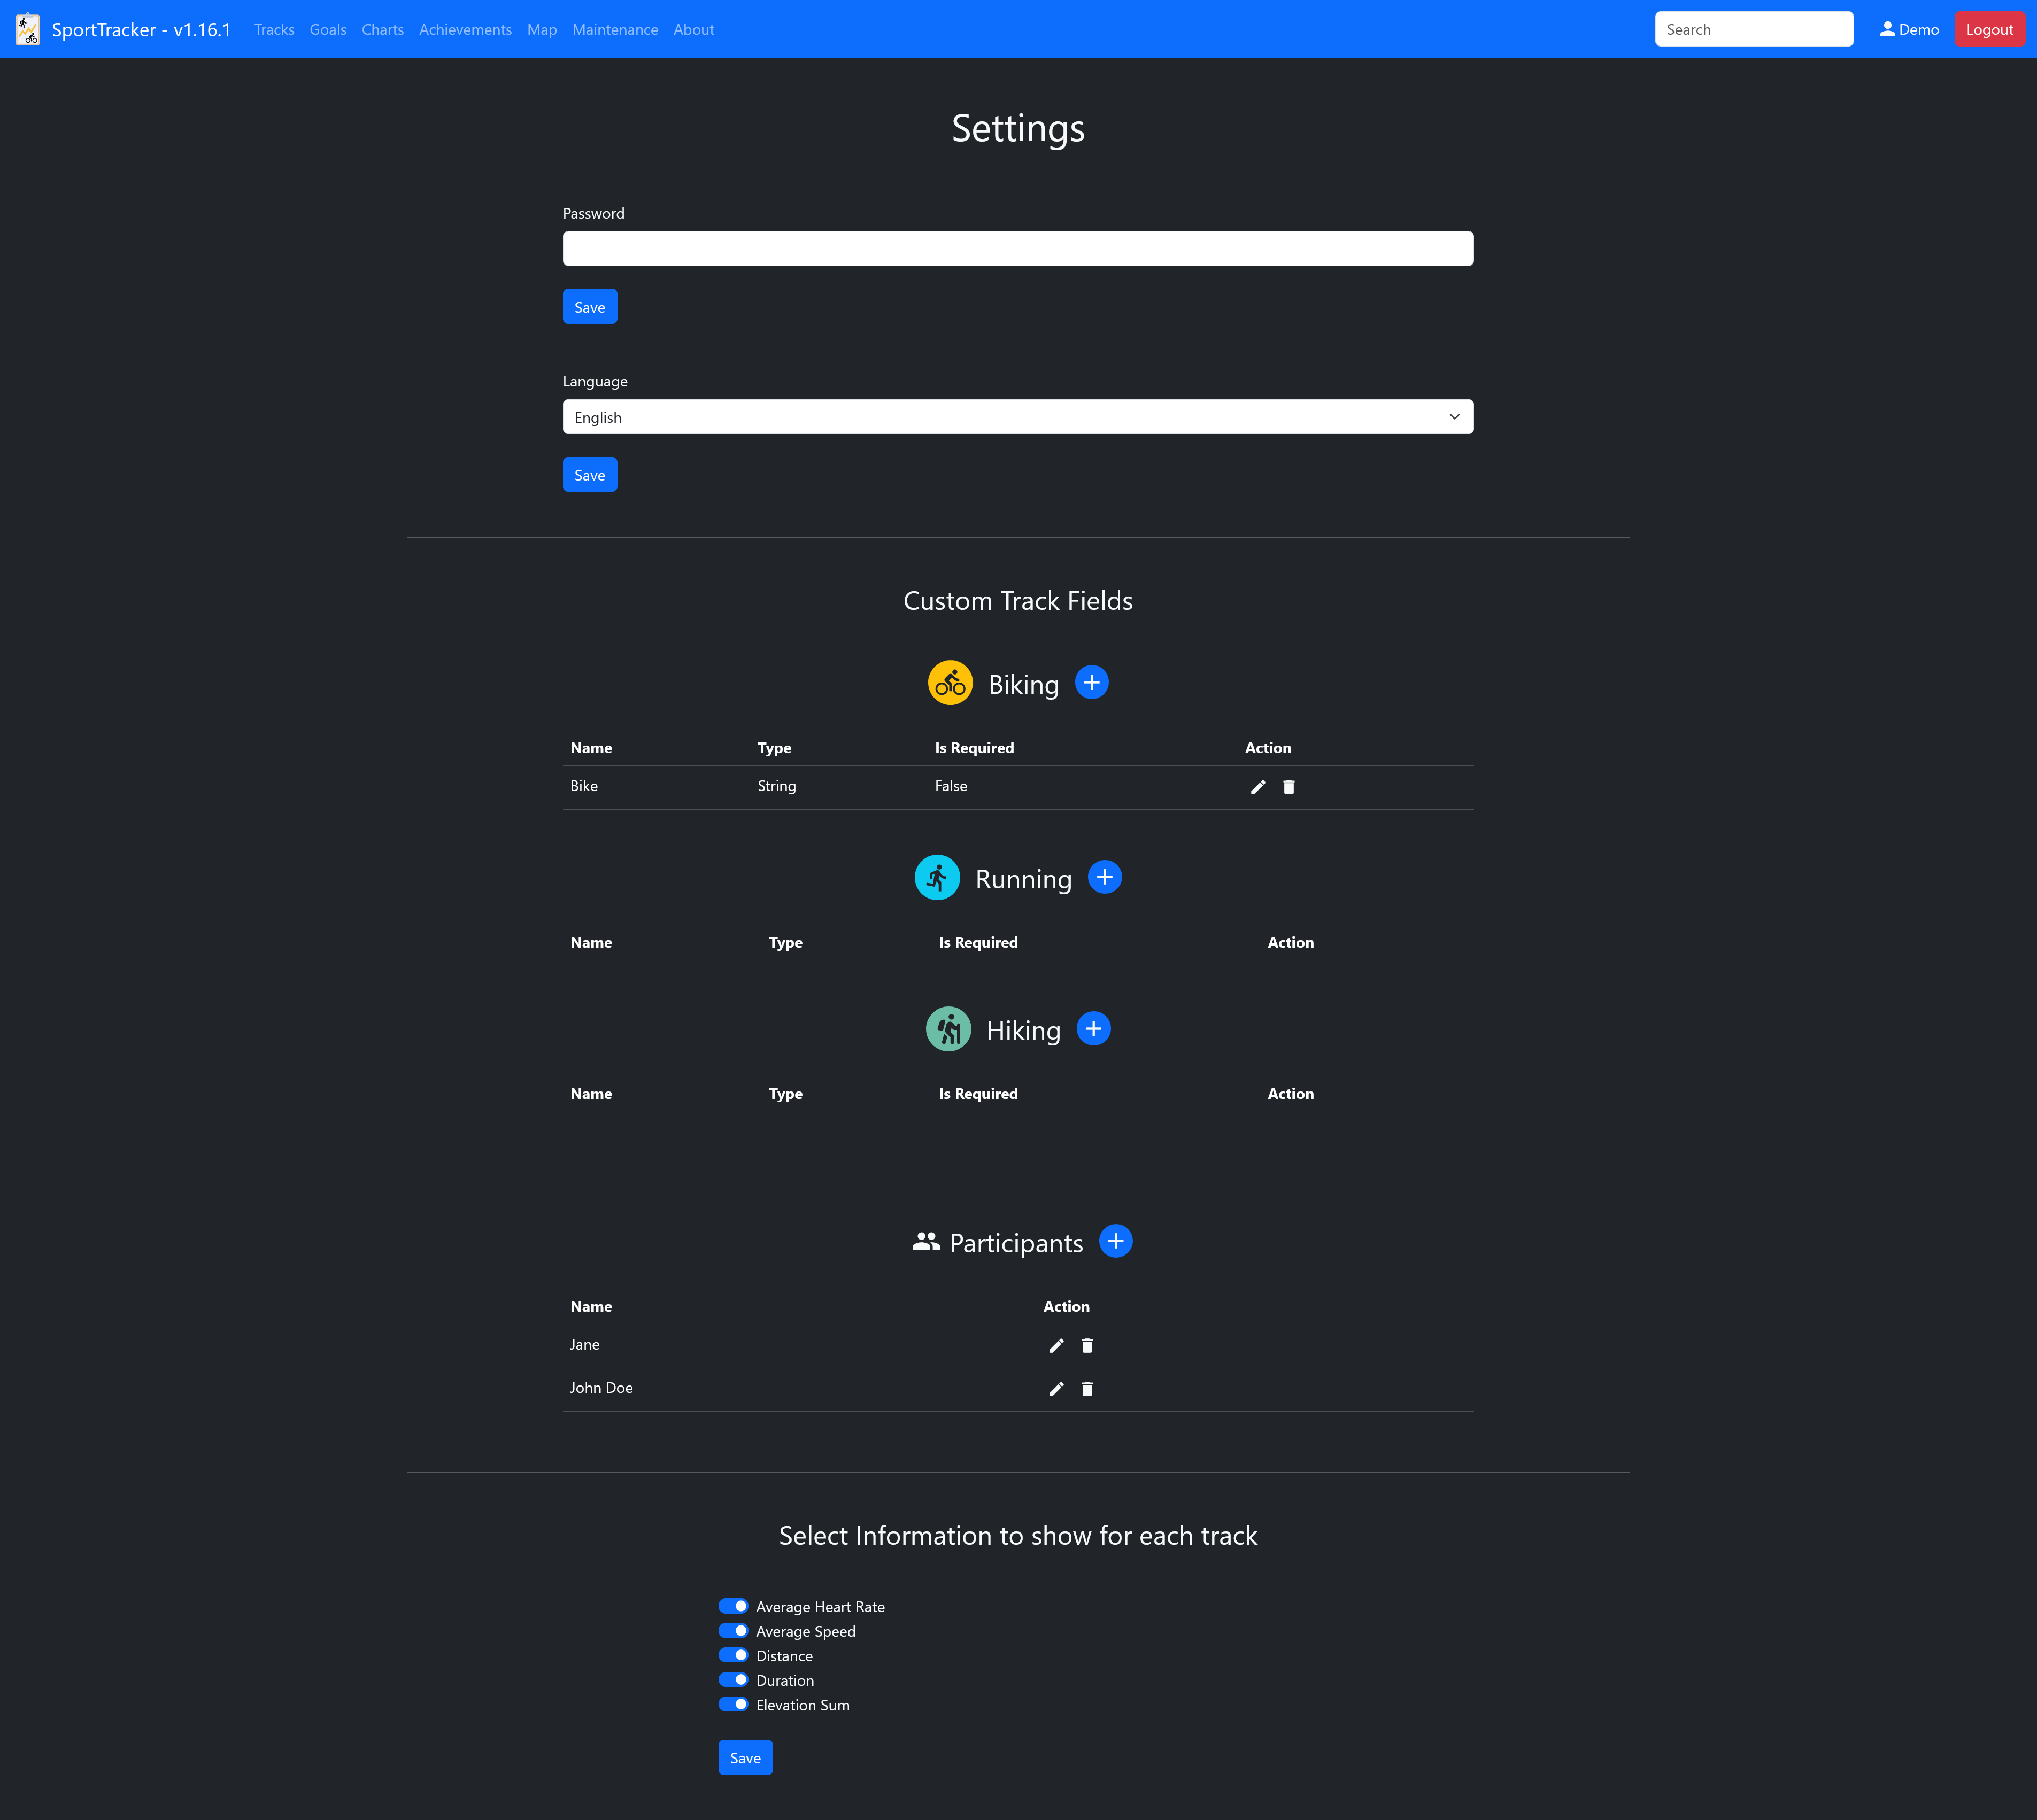 SportTracker - v1.16.1 Tracks Goals Charts Achievements Map Maintenance About Search Demo Logout
Settings
Password
Save
Language
English
Save
Custom Track Fields
Biking
Name Type Is Required Action
Bike String False
Running
Name Type Is Required Action
Hiking
Name Type Is Required Action
Participants
Name Action
Jane
John Doe
Select Information to show for each track
Average Heart Rate
Average Speed
Distance
Duration
Elevation Sum
Save